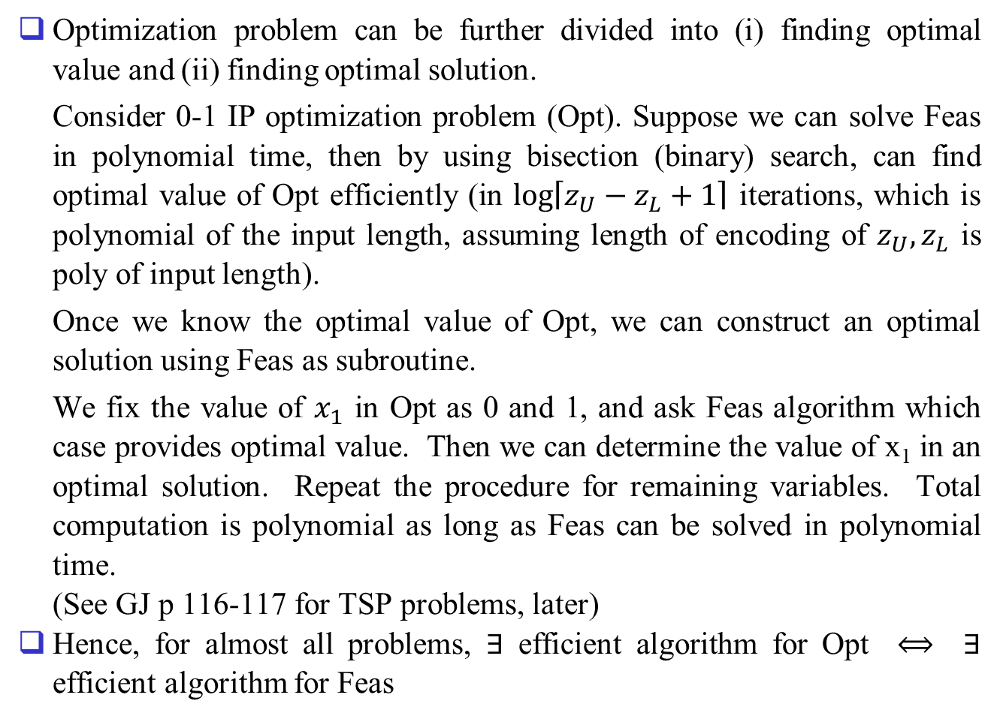 ❑ Optimization problem can be further divided into (i) finding optimal
value and (ii) finding optimal solution.
Consider 0-1 IP optimization problem (Opt). Suppose we can solve Feas
in polynomial time, then by using bisection (binary) search, can find
optimal value of Opt efficiently (in log⌈z_U − z_L + 1⌉ iterations, which is
polynomial of the input length, assuming length of encoding of z_U, z_L is
poly of input length).
Once we know the optimal value of Opt, we can construct an optimal
solution using Feas as subroutine.
We fix the value of x_1 in Opt as 0 and 1, and ask Feas algorithm which
case provides optimal value. Then we can determine the value of x_1 in an
optimal solution. Repeat the procedure for remaining variables. Total
computation is polynomial as long as Feas can be solved in polynomial
time.
(See GJ p 116-117 for TSP problems, later)
❑ Hence, for almost all problems, ∃ efficient algorithm for Opt ⟺ ∃
efficient algorithm for Feas